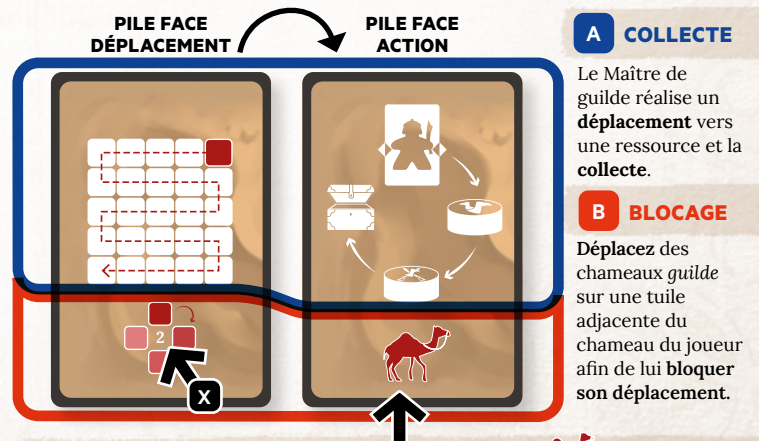 PILE FACE
DÉPLACEMENT
PILE FACE
ACTION
2
X
A COLLECTE
Le Maître de
guilde réalise un
déplacement vers
une ressource et la
collecte.
B BLOCAGE
Déplacez des
chameaux guilde
sur une tuile
adjacente du
chameau du joueur
afin de lui bloquer
son déplacement.